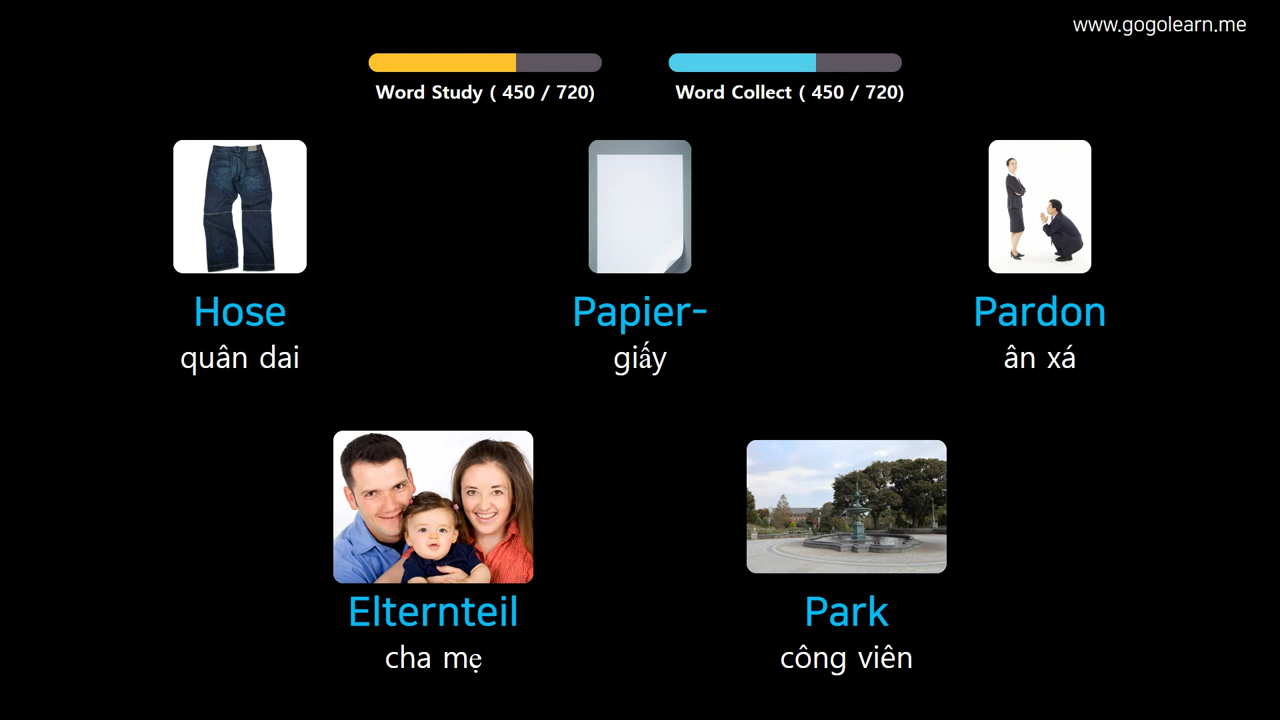 www.gogolearn.me
Word Study ( 450 / 720)
Word Collect ( 450 / 720)
Hose
quân dai
Papier-
giấy
Pardon
ân xá
Elternteil
cha mẹ
Park
công viên